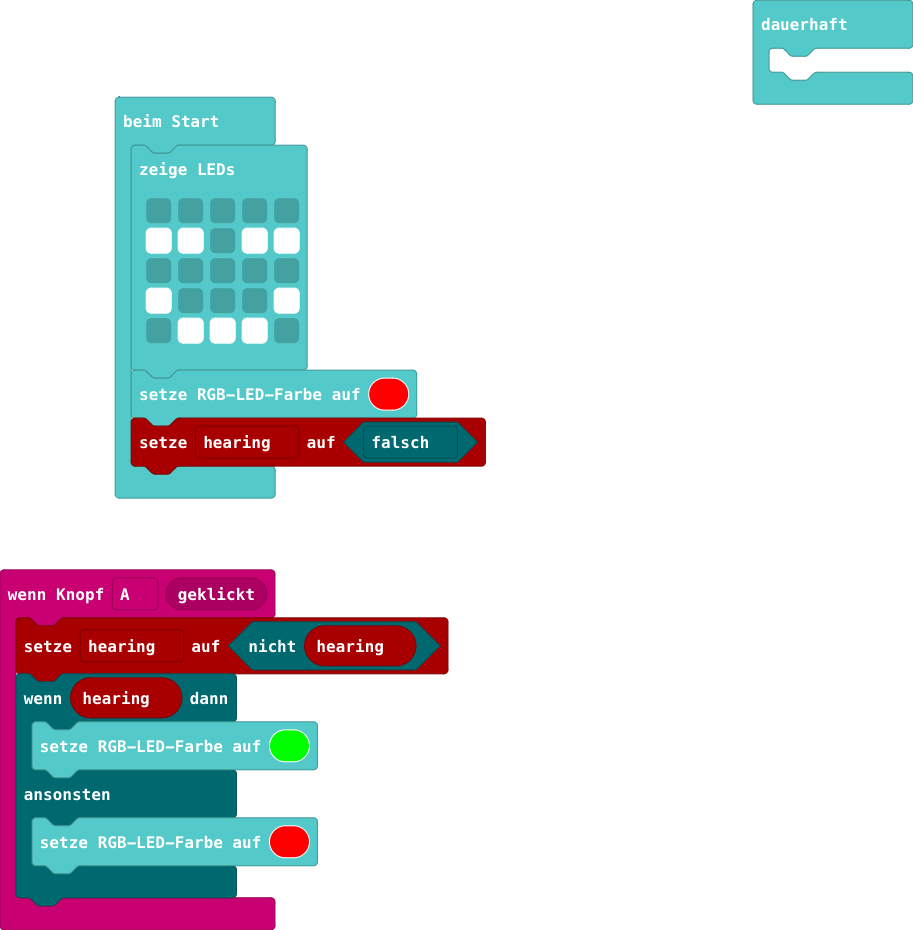 dauerhaft
beim Start
zeige LEDs
setze RGB-LED-Farbe auf
setze hearing auf falsch
wenn Knopf A geklickt
setze hearing auf nicht hearing
wenn hearing dann
setze RGB-LED-Farbe auf
ansonsten
setze RGB-LED-Farbe auf